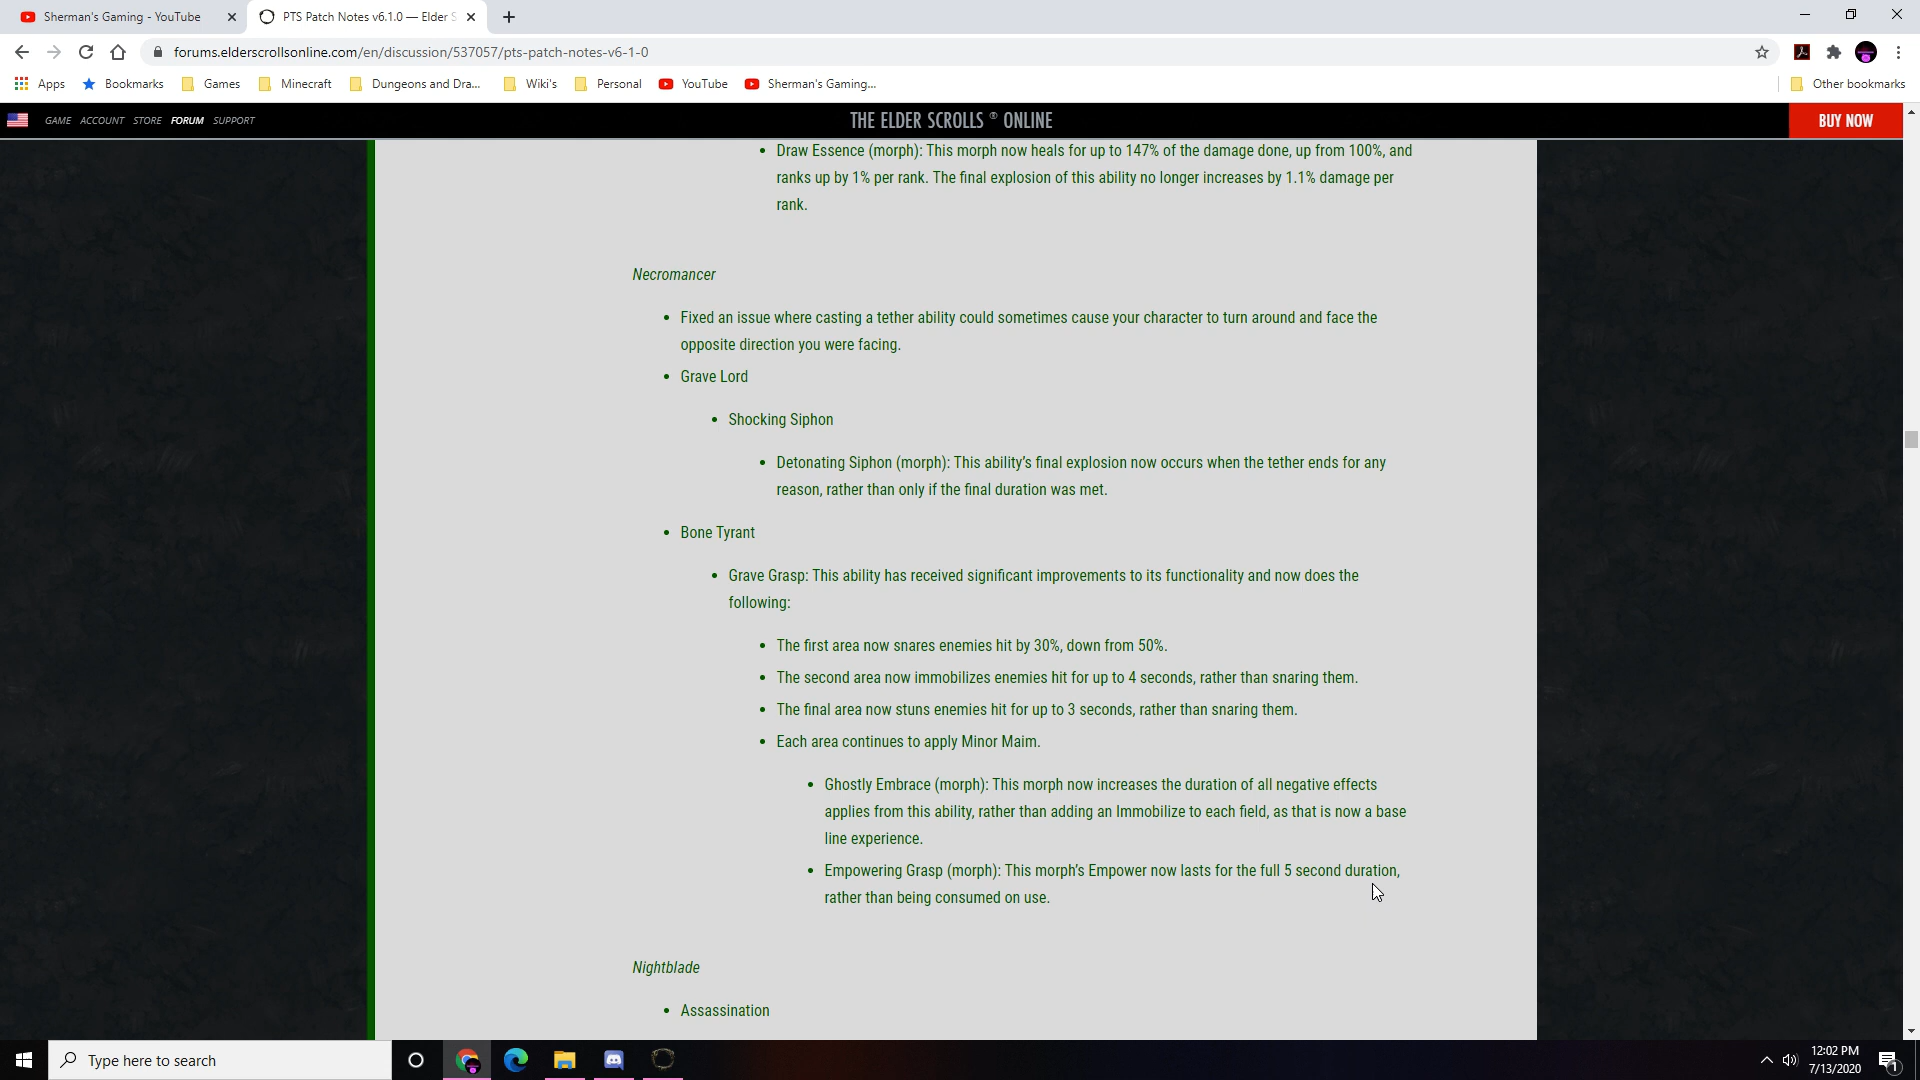 Sherman's Gaming - YouTube
PTS Patch Notes v6.1.0 — Elder S
forums.elderscrollsonline.com/en/discussion/537057/pts-patch-notes-v6-1-0
Apps Bookmarks Games Minecraft Dungeons and Dra... Wiki's Personal YouTube Sherman's Gaming... Other bookmarks
GAME ACCOUNT STORE FORUM SUPPORT THE ELDER SCROLLS ® ONLINE BUY NOW
Draw Essence (morph): This morph now heals for up to 147% of the damage done, up from 100%, and
ranks up by 1% per rank. The final explosion of this ability no longer increases by 1.1% damage per
rank.
Necromancer
Fixed an issue where casting a tether ability could sometimes cause your character to turn around and face the
opposite direction you were facing.
Grave Lord
Shocking Siphon
Detonating Siphon (morph): This ability's final explosion now occurs when the tether ends for any
reason, rather than only if the final duration was met.
Bone Tyrant
Grave Grasp: This ability has received significant improvements to its functionality and now does the
following:
The first area now snares enemies hit by 30%, down from 50%.
The second area now immobilizes enemies hit for up to 4 seconds, rather than snaring them.
The final area now stuns enemies hit for up to 3 seconds, rather than snaring them.
Each area continues to apply Minor Maim.
Ghostly Embrace (morph): This morph now increases the duration of all negative effects
applies from this ability, rather than adding an Immobilize to each field, as that is now a base
line experience.
Empowering Grasp (morph): This morph's Empower now lasts for the full 5 second duration,
rather than being consumed on use.
Nightblade
Assassination
Type here to search
12:02 PM
7/13/2020
1